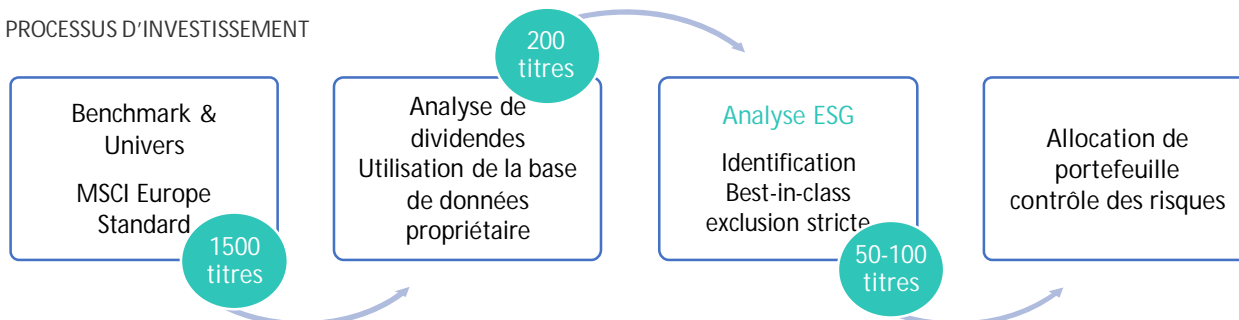 PROCESSUS D'INVESTISSEMENT
Benchmark &
Univers
MSCI Europe
Standard
1500
titres
Analyse de
dividendes
Utilisation de la base
de données
propriétaire
200
titres
Analyse ESG
Identification
Best-in-class
exclusion stricte
50-100
titres
Allocation de
portefeuille
contrôle des risques